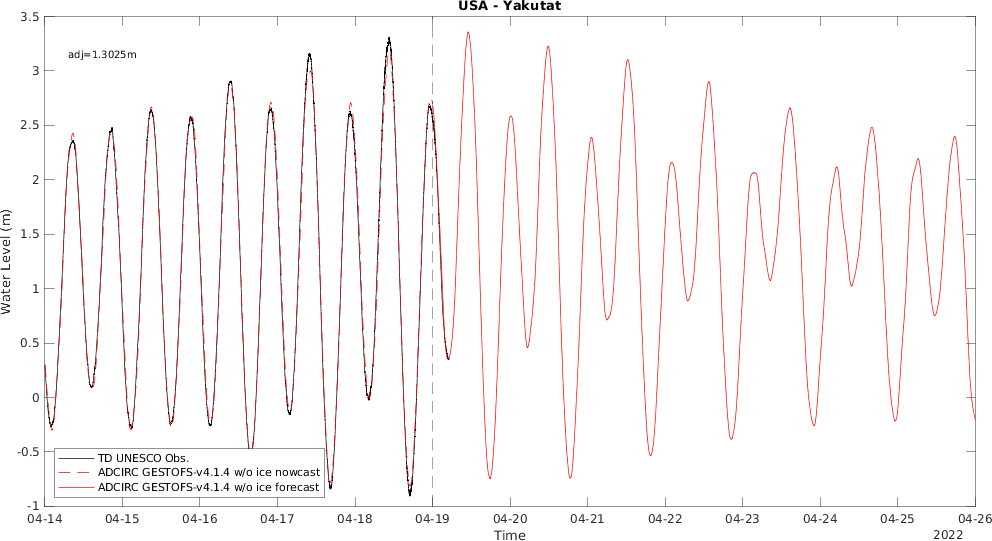 USA - Yakutat
adj=1.3025m
Water Level (m)
3.5
3
2.5
2
1.5
1
0.5
0
-0.5
-1
TD UNESCO Obs.
ADCIRC GESTOFS-v4.1.4 w/o ice nowcast
ADCIRC GESTOFS-v4.1.4 w/o ice forecast
04-14 04-15 04-16 04-17 04-18 04-19 04-20 04-21 04-22 04-23 04-24 04-25 04-26
Time
2022